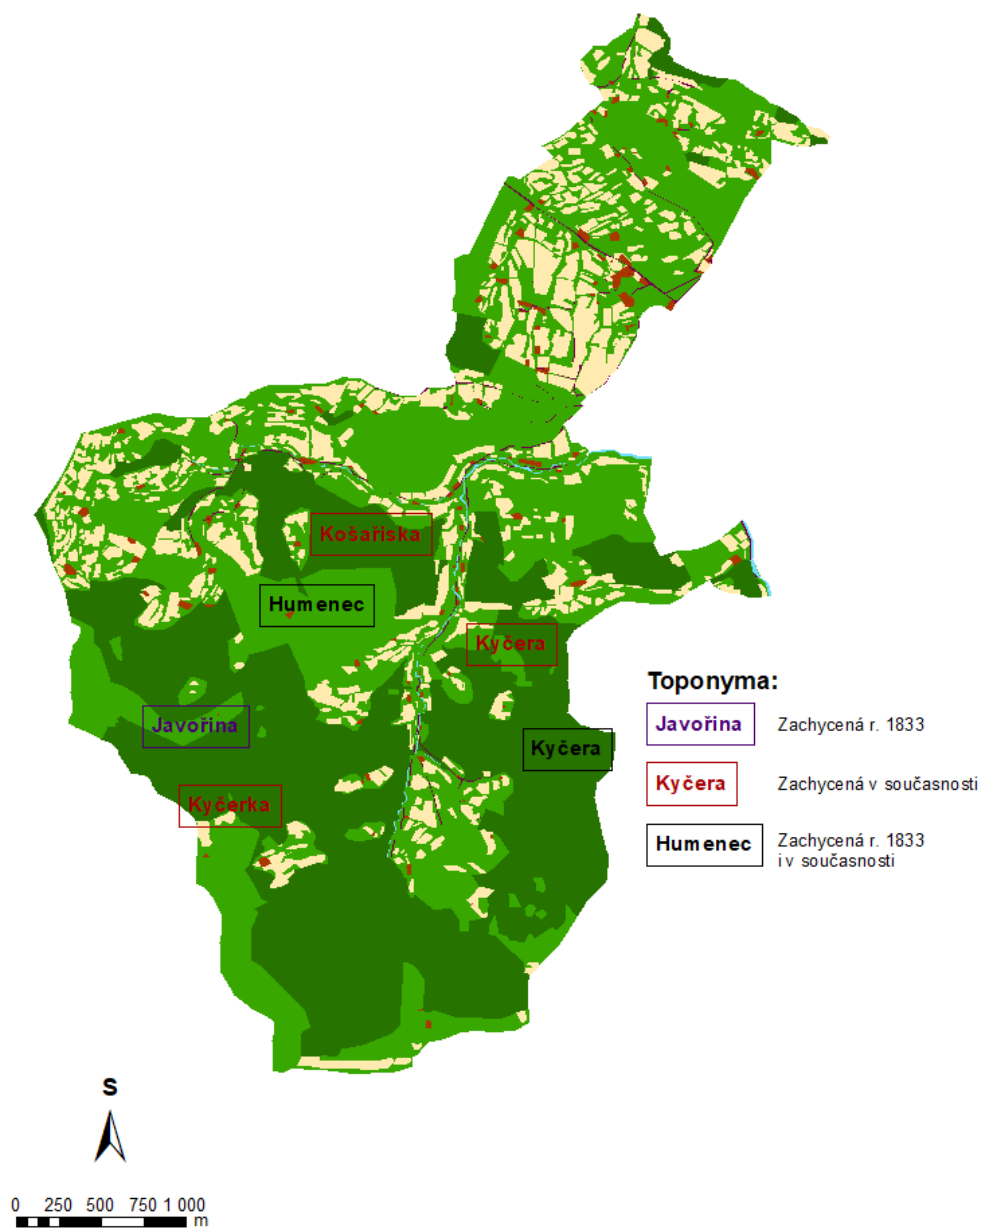 Košařiska
Humenec
Kyčera
Javořina
Kyčera
Kyčerka
Toponyma:
Javořina Zachycená r. 1833
Kyčera Zachycená v současnosti
Humenec Zachycená r. 1833
i v současnosti
S
0 250 500 750 1 000
m